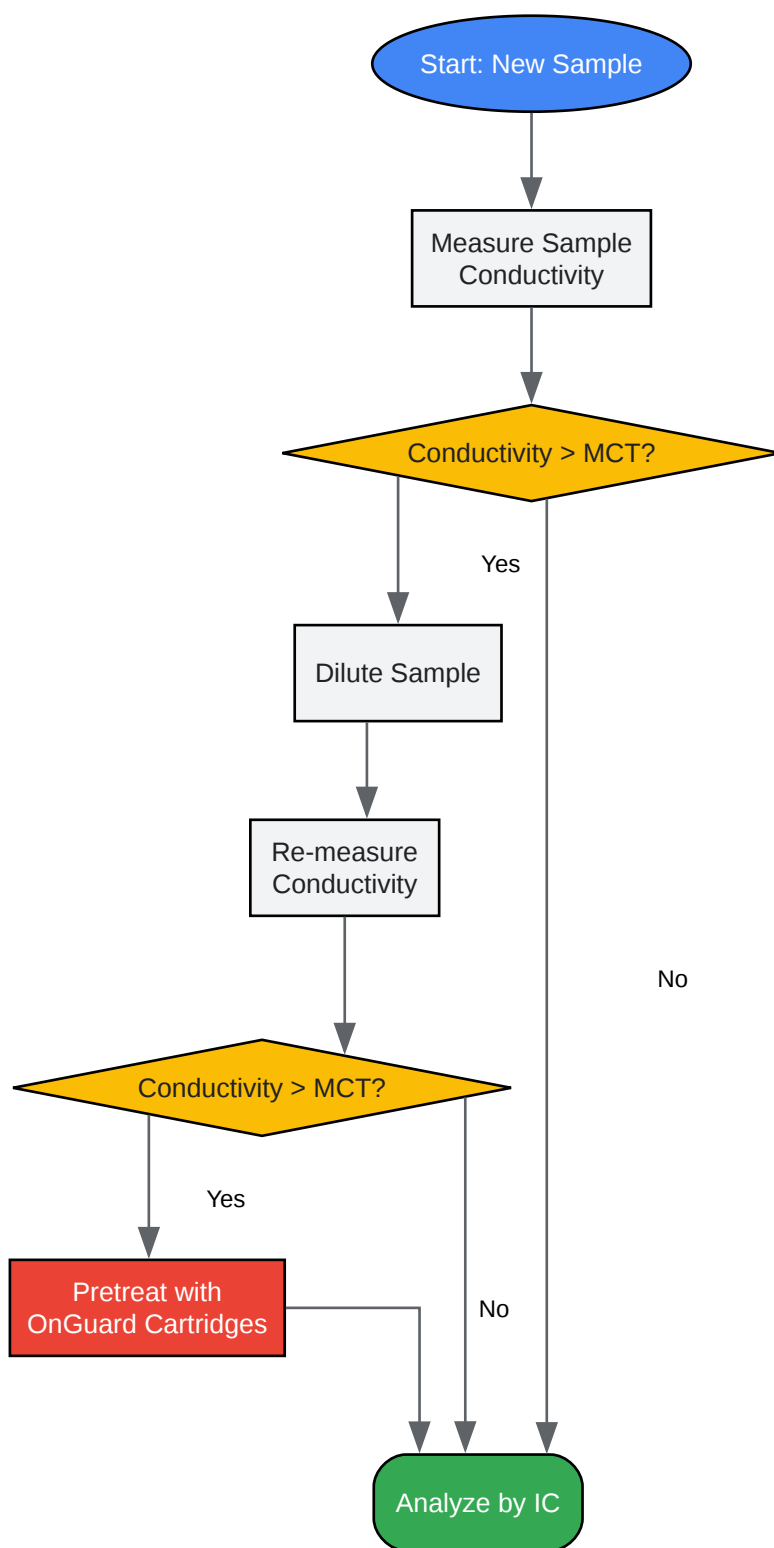 Start: New Sample
Measure Sample
Conductivity
Conductivity > MCT?
Yes
Dilute Sample
Re-measure
Conductivity
No
Conductivity > MCT?
Yes
Pretreat with
OnGuard Cartridges
No
Analyze by IC